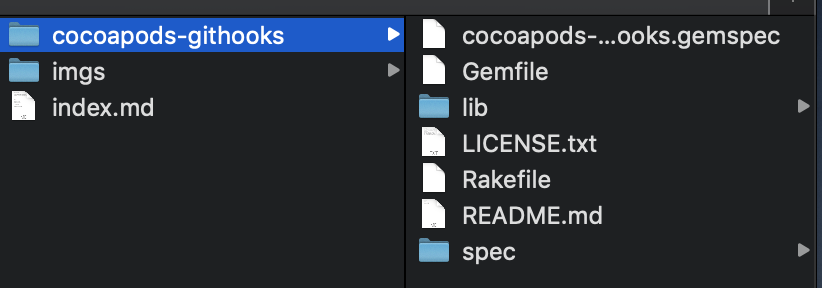 cocoapods-githooks
imgs
index.md
cocoapods-...ooks.gemspec
Gemfile
lib
LICENSE.txt
Rakefile
README.md
spec